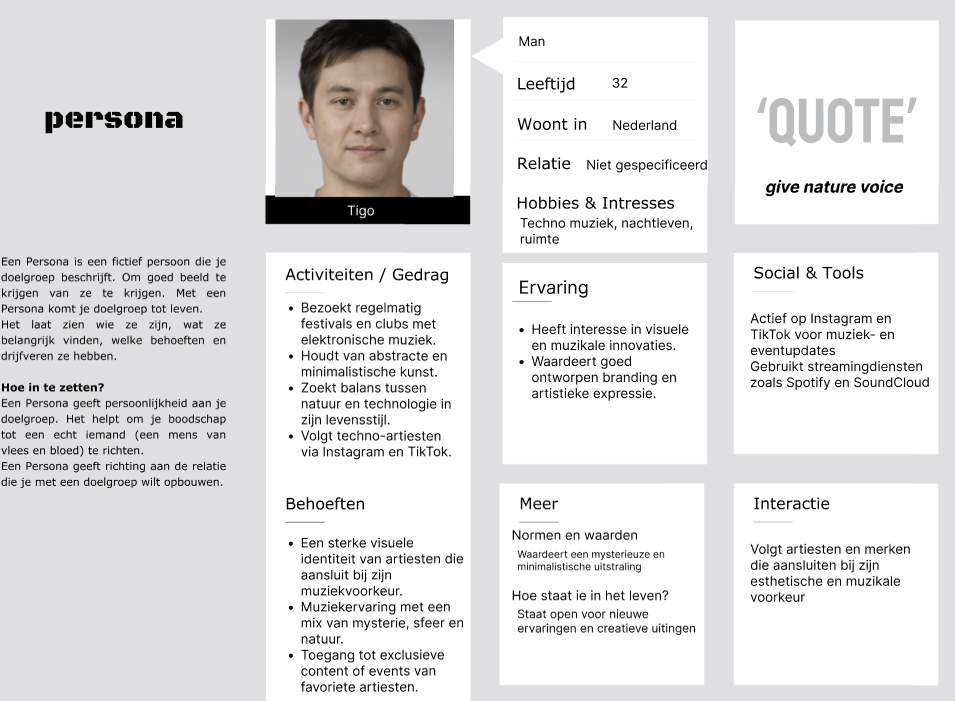 persona
Een Persona is een fictief persoon die je
doelgroep beschrijft. Om goed beeld te
krijgen van ze te krijgen. Met een
Persona komt je doelgroep tot leven.
Het laat zien wie ze zijn, wat ze
belangrijk vinden, welke behoeften en
drijfveren ze hebben.
Hoe in te zetten?
Een Persona geeft persoonlijkheid aan je
doelgroep. Het helpt om je boodschap
tot een echt iemand (een mens van
vlees en bloed) te richten.
Een Persona geeft richting aan de relatie
die je met een doelgroep wilt opbouwen.
Tigo
Man
Leeftijd 32
Woont in Nederland
Relatie Niet gespecificeerd
Hobbies & Intresses
Techno muziek, nachtleven,
ruimte
‘QUOTE’
give nature voice
Activiteiten / Gedrag
• Bezoekt regelmatig
festivals en clubs met
elektronische muziek.
• Houdt van abstracte en
minimalistische kunst.
• Zoekt balans tussen
natuur en technologie in
zijn levensstijl.
• Volgt techno-artiesten
via Instagram en TikTok.
Ervaring
• Heeft interesse in visuele
en muzikale innovaties.
• Waardeert goed
ontworpen branding en
artistieke expressie.
Social & Tools
Actief op Instagram en
TikTok voor muziek- en
eventupdates
Gebruikt streamingdiensten
zoals Spotify en SoundCloud
Behoeften
• Een sterke visuele
identiteit van artiesten die
aansluit bij zijn
muziekvoorkeur.
• Muziekervaring met een
mix van mysterie, sfeer en
natuur.
• Toegang tot exclusieve
content of events van
favoriete artiesten.
Meer
Normen en waarden
Waardeert een mysterieuze en
minimalistische uitstraling
Hoe staat ie in het leven?
Staat open voor nieuwe
ervaringen en creatieve uitingen
Interactie
Volgt artiesten en merken
die aansluiten bij zijn
esthetische en muzikale
voorkeur